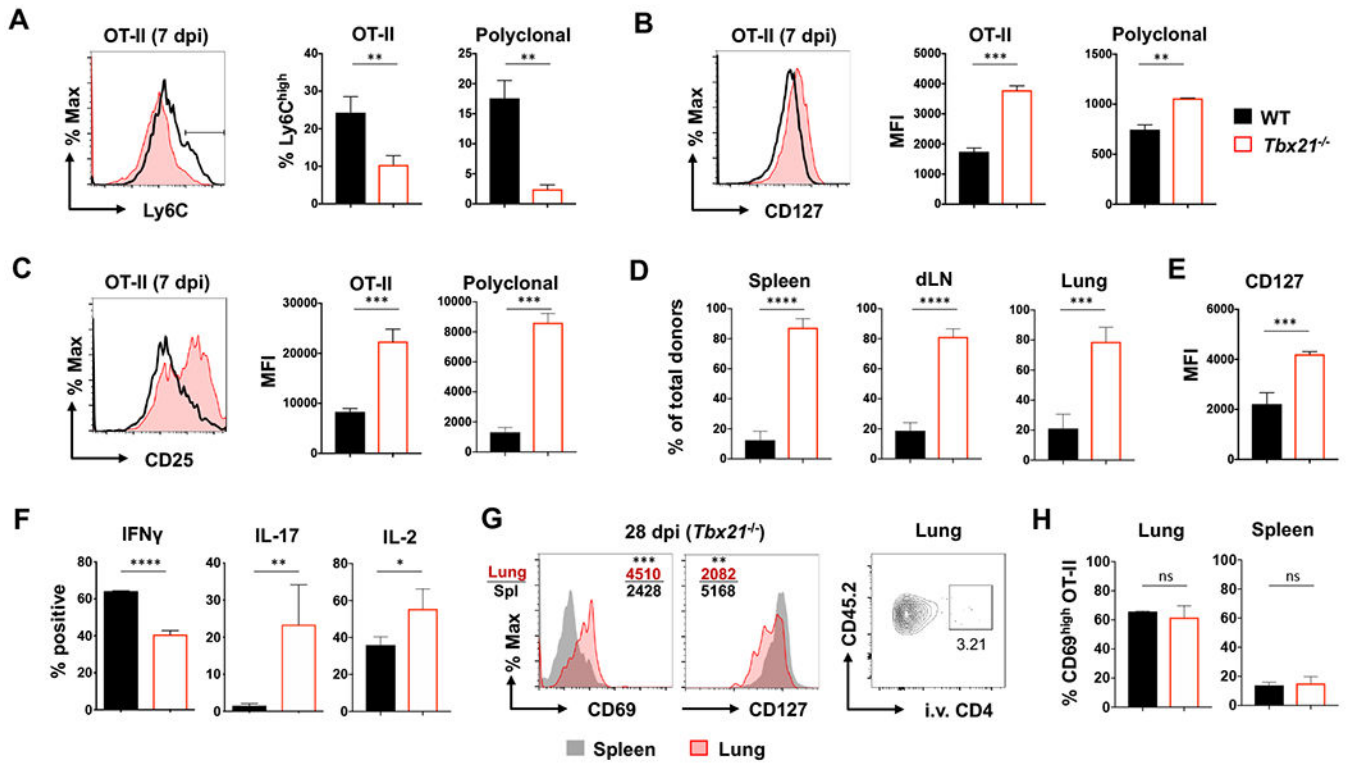 A
OT-II (7 dpi)
% Max
Ly6C
OT-II
**
% Ly6Chigh
40
30
20
10
0
Polyclonal
**
25
20
15
10
5
0
B
OT-II (7 dpi)
% Max
CD127
OT-II
***
MFI
5000
4000
3000
2000
1000
0
Polyclonal
**
1500
1000
500
0
WT
Tbx21-/-
C
OT-II (7 dpi)
% Max
CD25
OT-II
***
MFI
30000
20000
10000
0
Polyclonal
***
10000
8000
6000
4000
2000
0
D
Spleen
****
% of total donors
100
80
60
40
20
0
dLN
****
100
80
60
40
20
0
Lung
***
100
80
60
40
20
0
E
CD127
***
MFI
6000
4000
2000
0
F
IFNγ
****
% positive
80
60
40
20
0
IL-17
**
40
30
20
10
0
IL-2
*
80
60
40
20
0
G
28 dpi (Tbx21-/-)
Lung
Spl
***
4510
2428
**
2082
5168
% Max
CD69
CD127
Spleen
Lung
Lung
CD45.2
3.21
i.v. CD4
H
Lung
ns
% CD69high OT-II
100
80
60
40
20
0
Spleen
ns
100
80
60
40
20
0